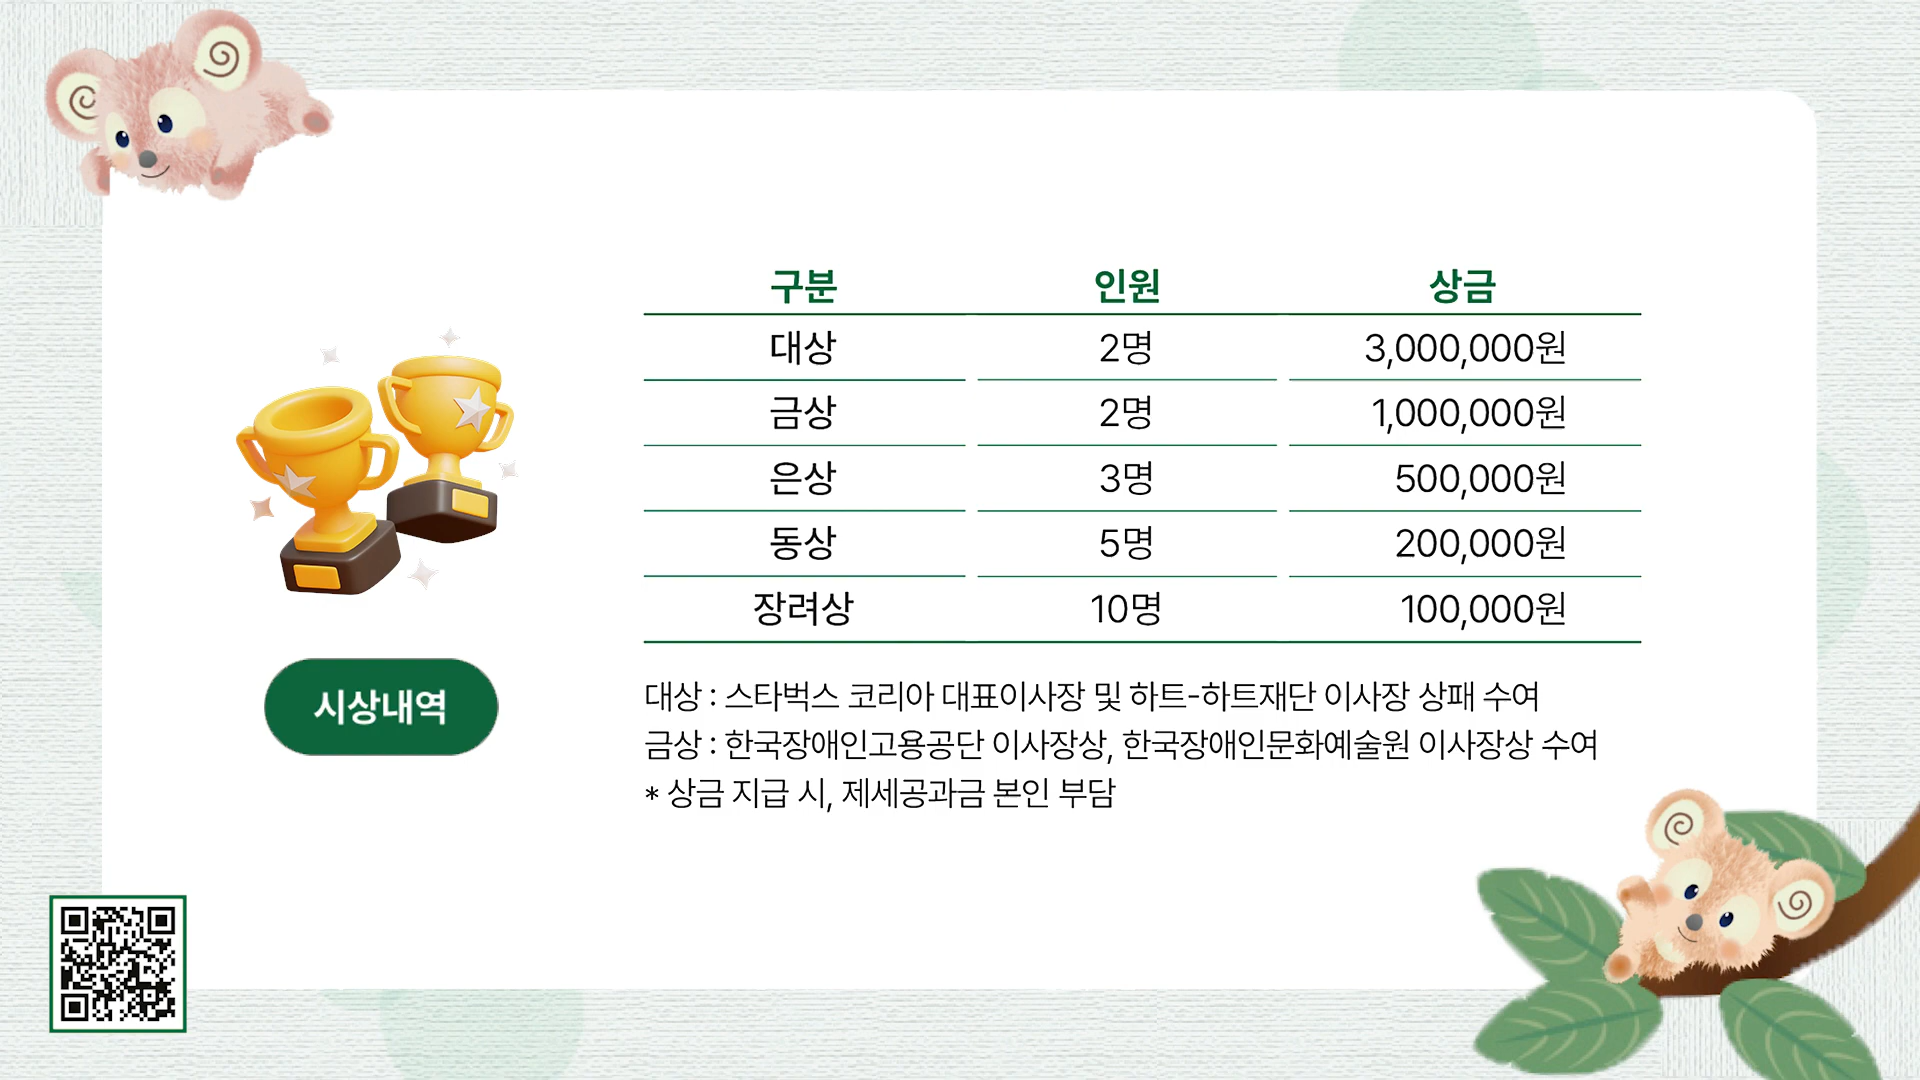 구분 인원 상금
대상 2명 3,000,000원
금상 2명 1,000,000원
은상 3명 500,000원
동상 5명 200,000원
장려상 10명 100,000원
시상내역
대상 : 스타벅스 코리아 대표이사장 및 하트-하트재단 이사장 상패 수여
금상 : 한국장애인고용공단 이사장상, 한국장애인문화예술원 이사장상 수여
* 상금 지급 시, 제세공과금 본인 부담